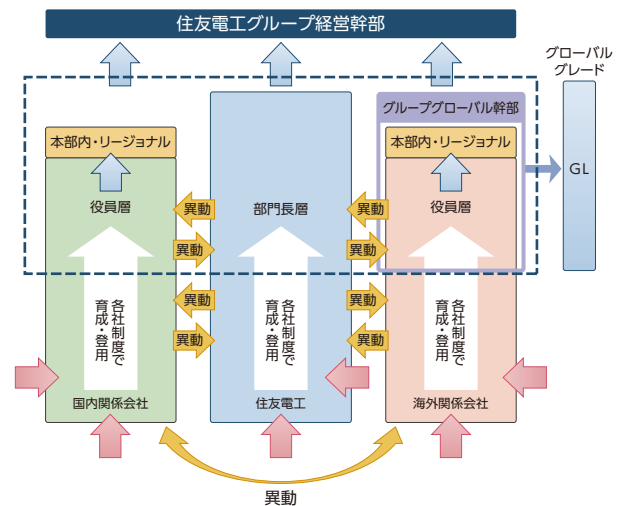 住友電工グループ経営幹部
グローバル
グレード
グループグローバル幹部
本部内・リージョナル
本部内・リージョナル
GL
役員層
異動
部門長層
異動
役員層
異動
異動
異動
異動
各社制度で
育成・登用
各社制度で
育成・登用
各社制度で
育成・登用
異動
異動
国内関係会社
住友電工
海外関係会社
異動